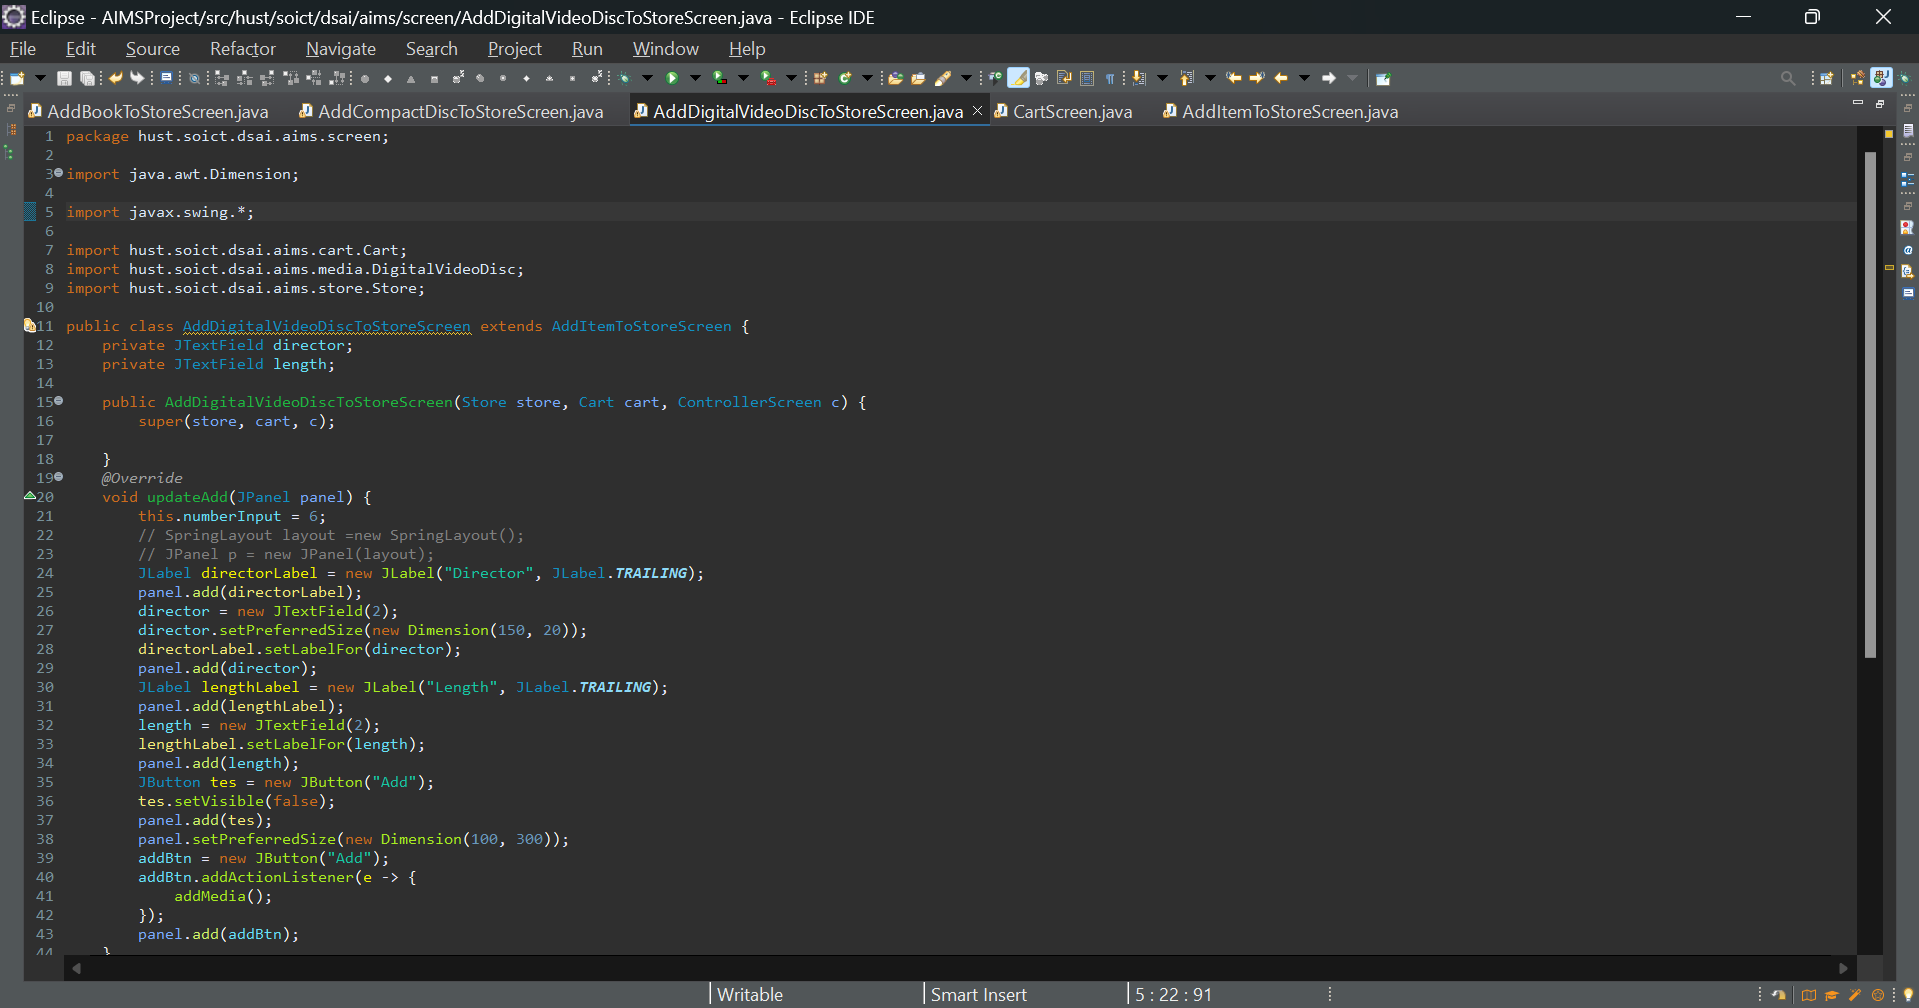 Eclipse - AIMSProject/src/hust/soict/dsai/aims/screen/AddDigitalVideoDiscToStoreScreen.java - Eclipse IDE
File Edit Source Refactor Navigate Search Project Run Window Help
AddBookToStoreScreen.java AddCompactDiscToStoreScreen.java AddDigitalVideoDiscToStoreScreen.java CartScreen.java AddItemToStoreScreen.java
1 package hust.soict.dsai.aims.screen;
2
3 import java.awt.Dimension;
4
5 import javax.swing.*;
6
7 import hust.soict.dsai.aims.cart.Cart;
8 import hust.soict.dsai.aims.media.DigitalVideoDisc;
9 import hust.soict.dsai.aims.store.Store;
10
11 public class AddDigitalVideoDiscToStoreScreen extends AddItemToStoreScreen {
12     private JTextField director;
13     private JTextField length;
14
15     public AddDigitalVideoDiscToStoreScreen(Store store, Cart cart, ControllerScreen c) {
16         super(store, cart, c);
17
18     }
19     @Override
20     void updateAdd(JPanel panel) {
21         this.numberInput = 6;
22         // SpringLayout layout =new SpringLayout();
23         // JPanel p = new JPanel(layout);
24         JLabel directorLabel = new JLabel("Director", JLabel.TRAILING);
25         panel.add(directorLabel);
26         director = new JTextField(2);
27         director.setPreferredSize(new Dimension(150, 20));
28         directorLabel.setLabelFor(director);
29         panel.add(director);
30         JLabel lengthLabel = new JLabel("Length", JLabel.TRAILING);
31         panel.add(lengthLabel);
32         length = new JTextField(2);
33         lengthLabel.setLabelFor(length);
34         panel.add(length);
35         JButton tes = new JButton("Add");
36         tes.setVisible(false);
37         panel.add(tes);
38         panel.setPreferredSize(new Dimension(100, 300));
39         addBtn = new JButton("Add");
40         addBtn.addActionListener(e -> {
41             addMedia();
42         });
43         panel.add(addBtn);
44     }
Writable Smart Insert 5 : 22 : 91